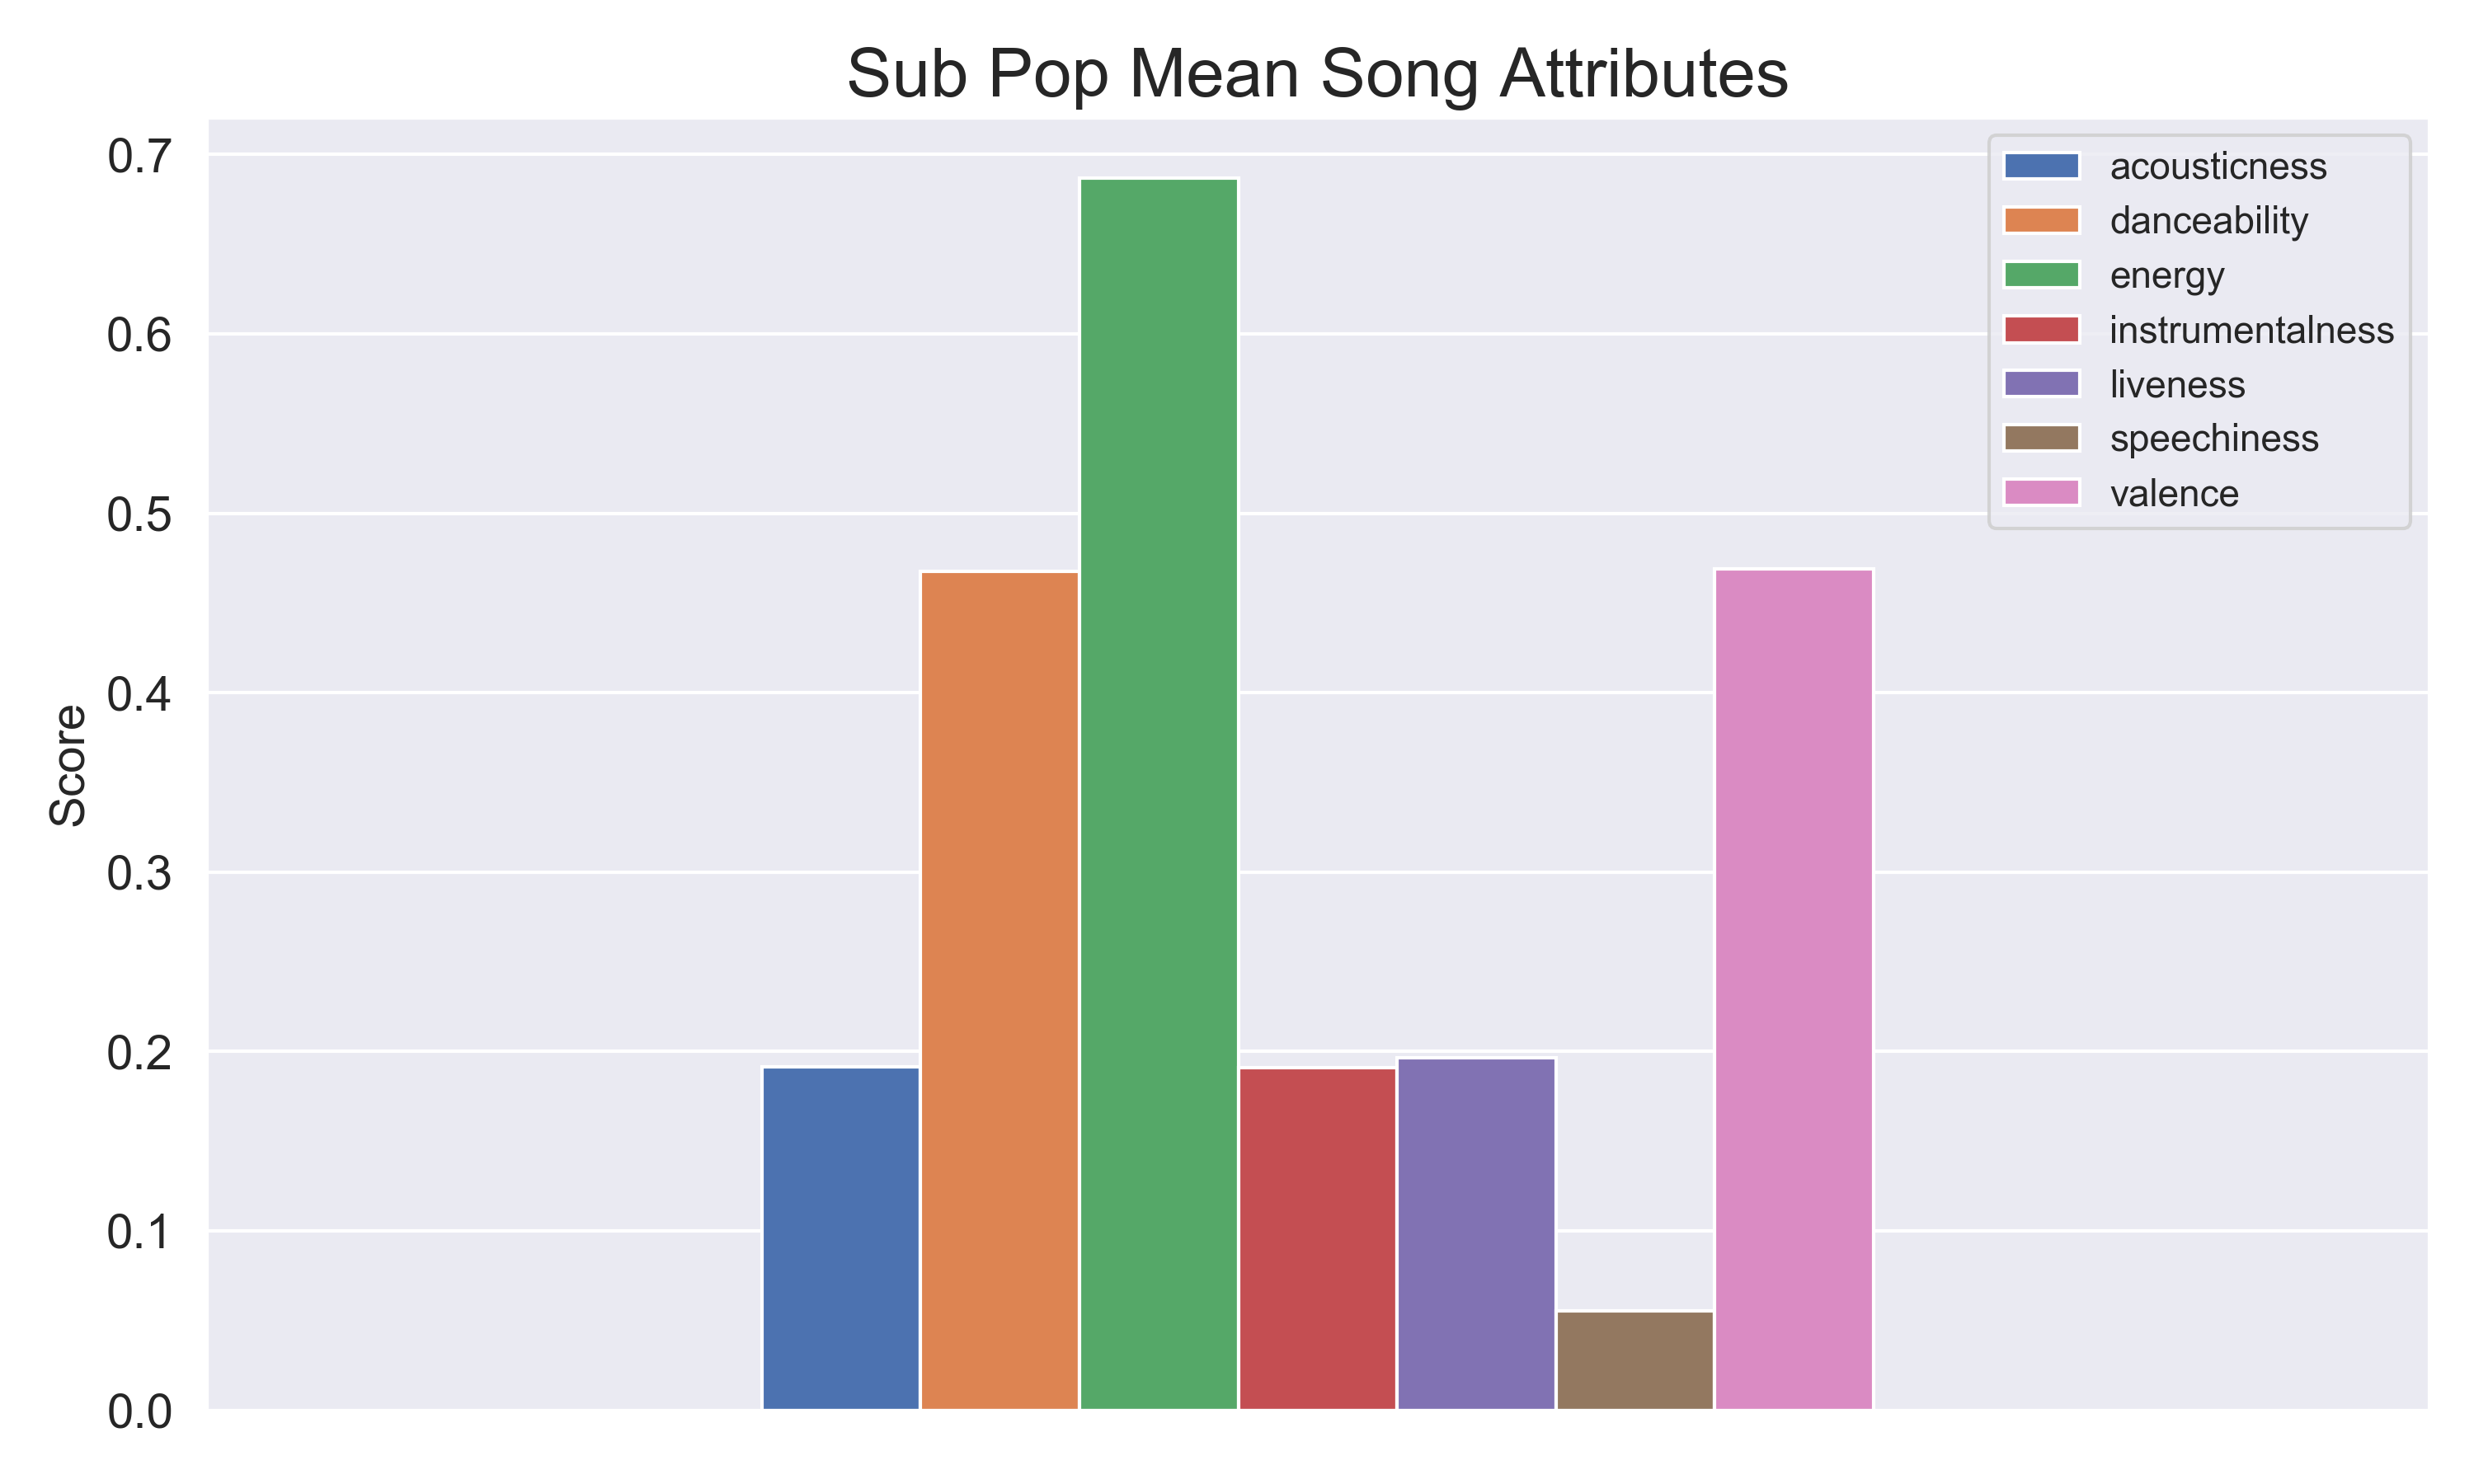 Sub Pop Mean Song Attributes
0.7
0.6
0.5
0.4
0.3
0.2
0.1
0.0
Score
acousticness
danceability
energy
instrumentalness
liveness
speechiness
valence